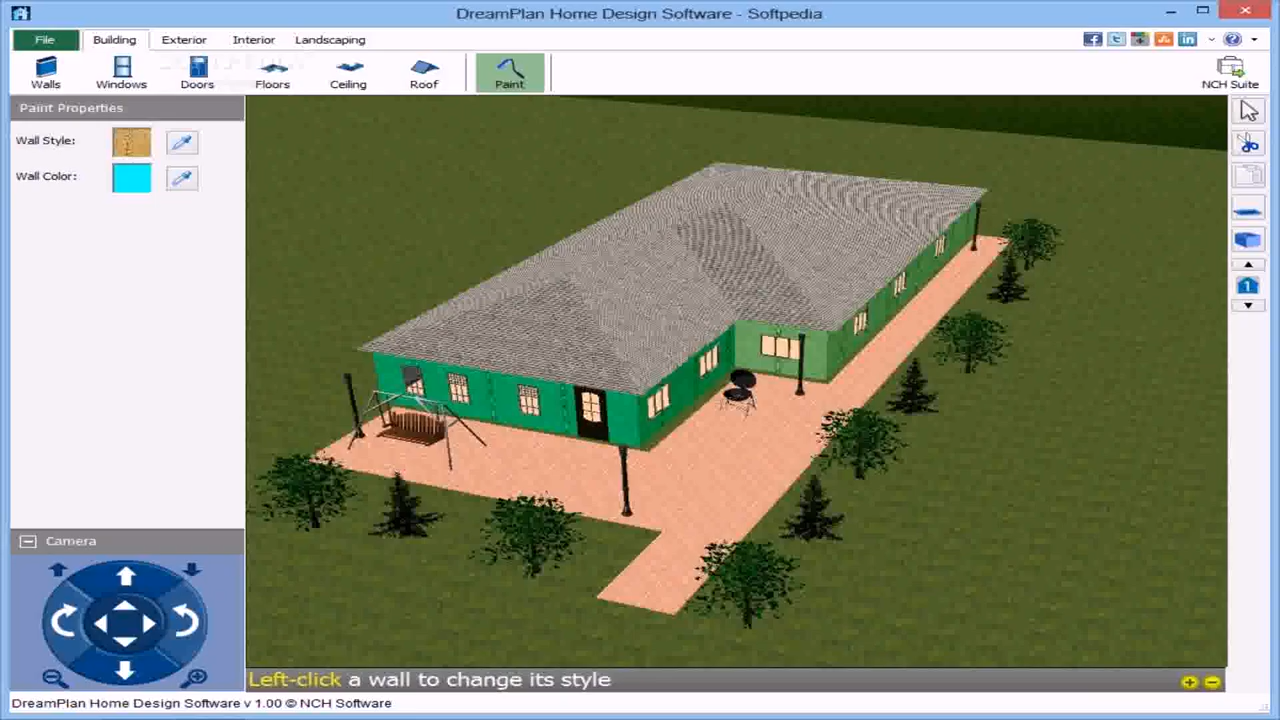 DreamPlan Home Design Software - Softpedia
File Building Exterior Interior Landscaping
Walls Windows Doors Floors Ceiling Roof Paint NCH Suite
Paint Properties
Wall Style:
Wall Color:
1
Camera
Left-click a wall to change its style
DreamPlan Home Design Software v 1.00 © NCH Software